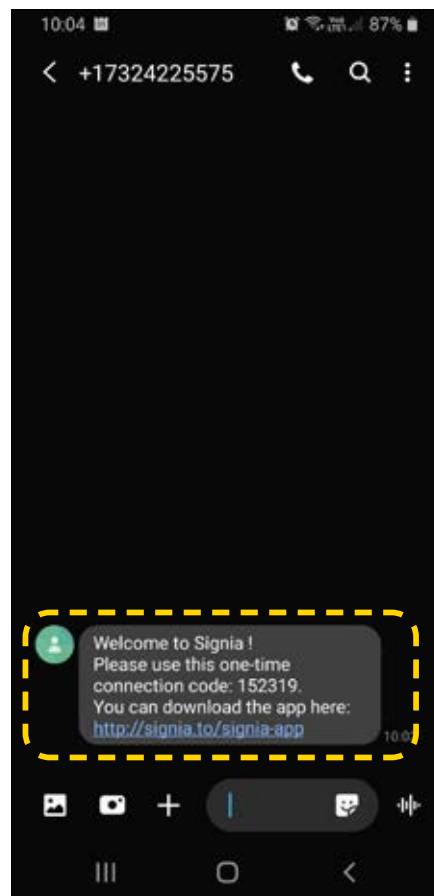 10:04
87%
+17324225575
Welcome to Signia !
Please use this one-time
connection code: 152319.
You can download the app here:
http://signia.to/signia-app